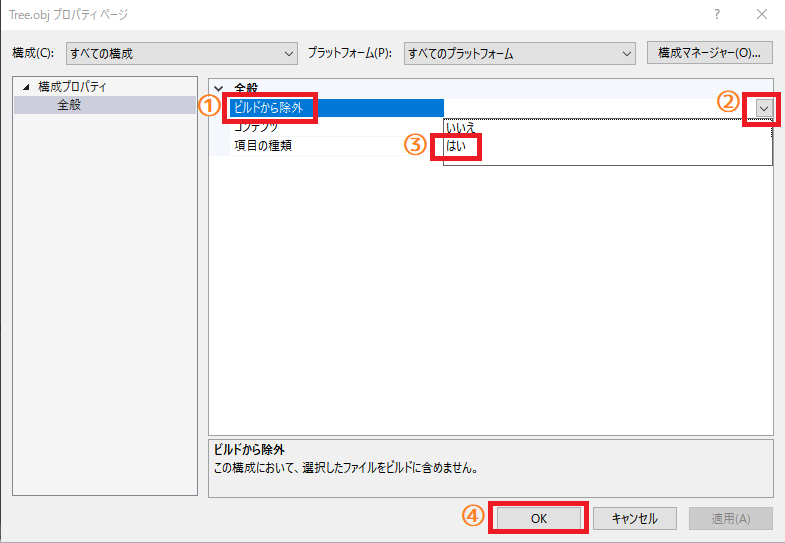 Tree.obj プロパティ ページ
? ×
構成(C): すべての構成 プラットフォーム(P): すべてのプラットフォーム 構成マネージャー(O)...
構成プロパティ
全般
全般
① ビルドから除外 ②
コンテンツ いいえ
項目の種類 ③ はい
ビルドから除外
この構成において、選択したファイルをビルドに含めません。
④ OK キャンセル 適用(A)